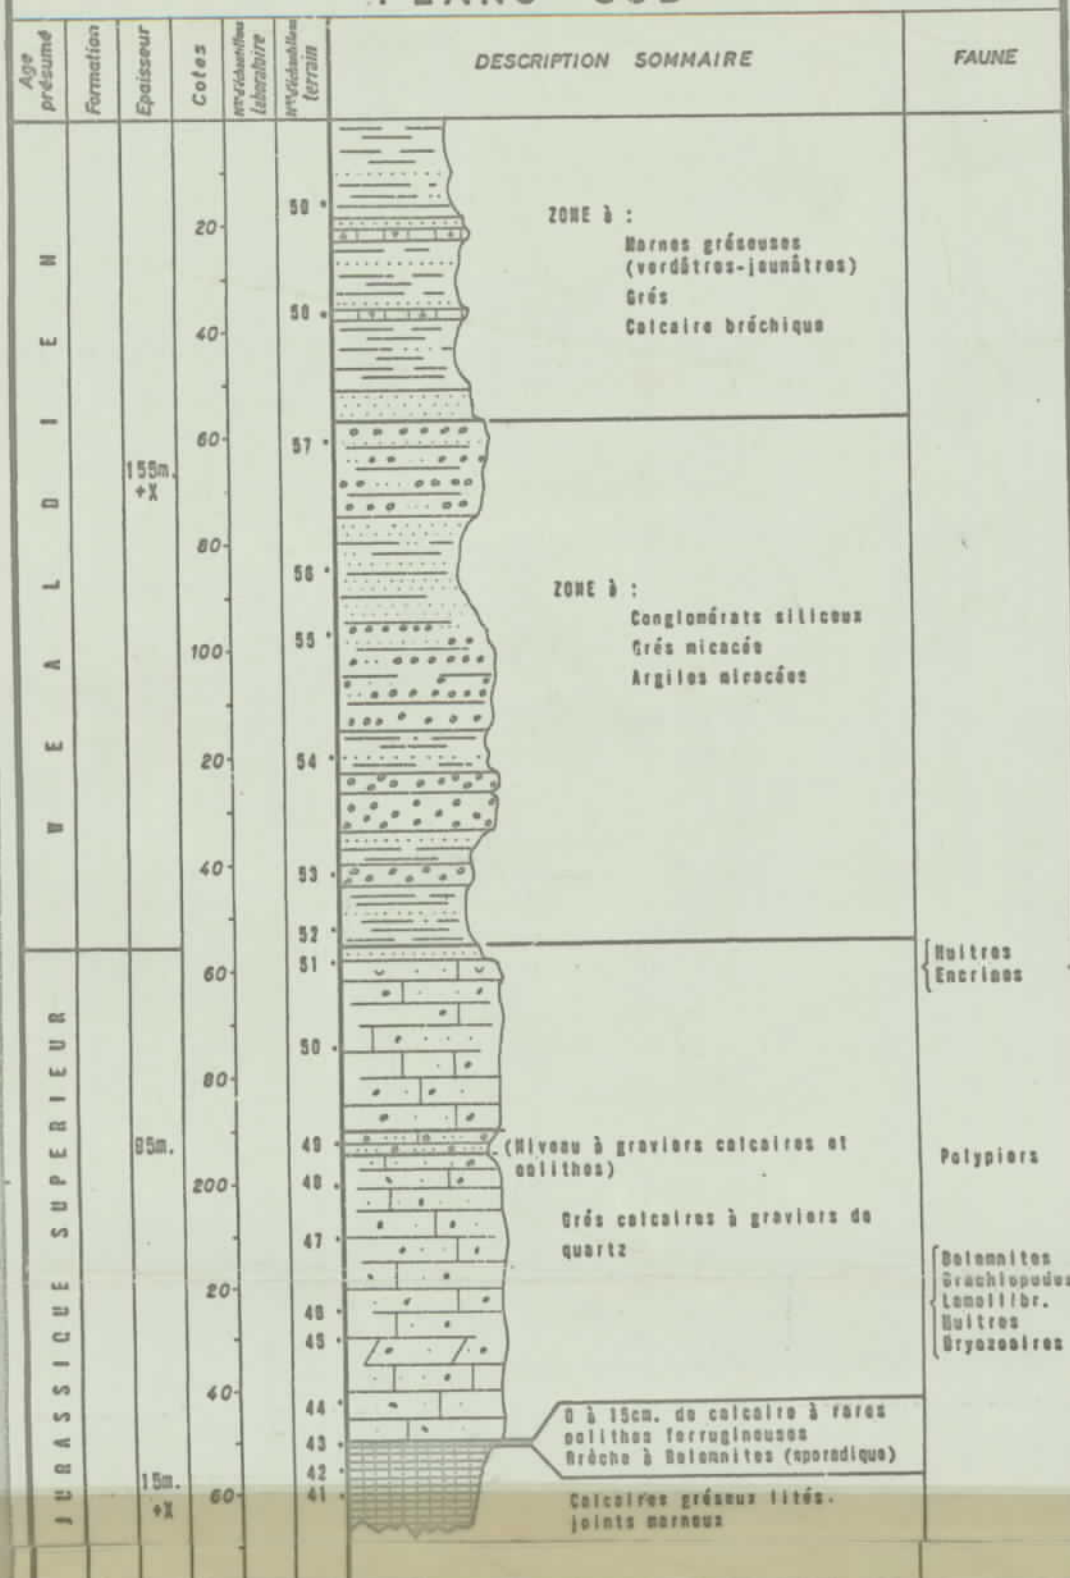 Age présumé
Formation
Epaisseur
Cotes
Nos d'échantillons laboratoire
Nos d'échantillons terrain
DESCRIPTION SOMMAIRE
FAUNE
WEALDIEN
155m.
+X
20
40
60
80
100
20
40
59
58
57
56
55
54
53
52
ZONE à :
Marnes gréseuses
(verdâtres-jaunâtres)
Grés
Calcaire bréchique
ZONE à :
Conglomérats siliceux
Grés micacés
Argiles micacées
JURASSIQUE SUPERIEUR
85m.
15m.
+X
60
80
200
20
40
60
51
50
49
48
47
46
45
44
43
42
41
(Niveau à graviers calcaires et
oolithes)
Grés calcaires à graviers de
quartz
0 à 15cm. de calcaire à rares
oolithes ferrugineuses
Brèche à Belemnites (sporadique)
Calcaires gréseux lités.
joints marneux
Huitres
Encrines
Polypiers
Belemnites
Brachiopodes
Lamellibr.
Huitres
Bryozoaires